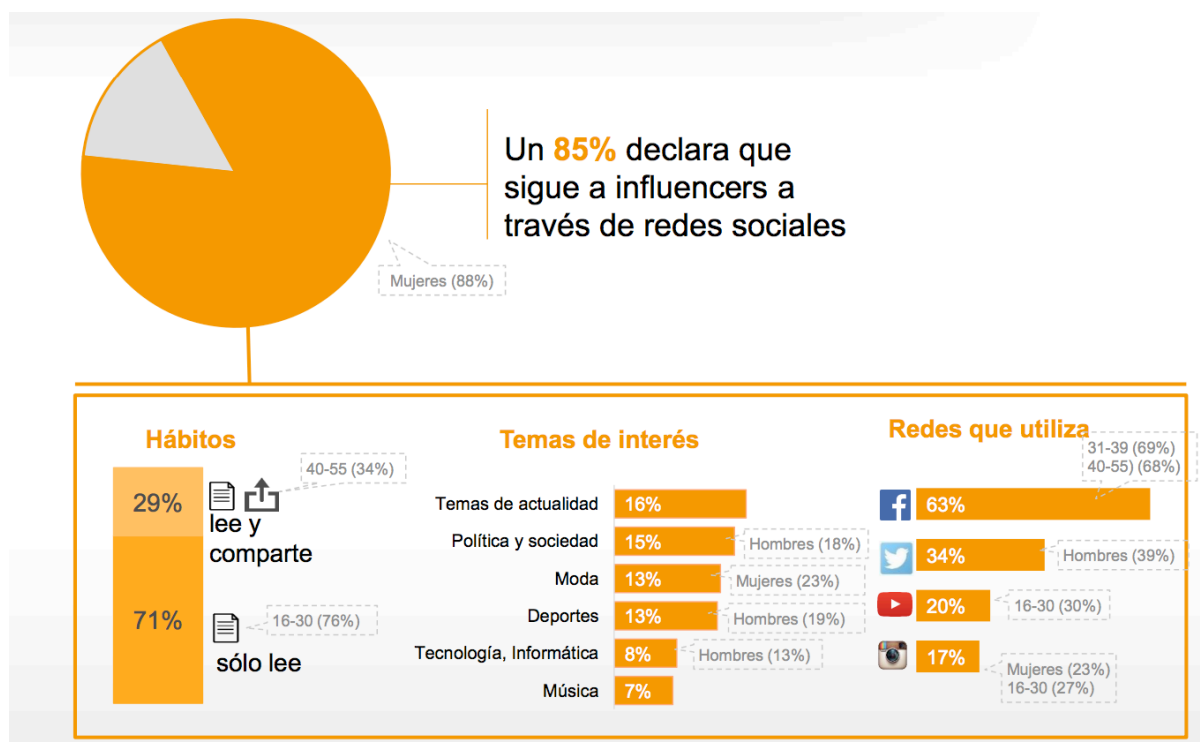 Un 85% declara que
sigue a influencers a
través de redes sociales
Mujeres (88%)
Hábitos
29%
lee y
comparte
40-55 (34%)
71%
16-30 (76%)
sólo lee
Temas de interés
Temas de actualidad 16%
Política y sociedad 15% Hombres (18%)
Moda 13% Mujeres (23%)
Deportes 13% Hombres (19%)
Tecnología, Informática 8% Hombres (13%)
Música 7%
Redes que utiliza
31-39 (69%)
40-55) (68%)
f 63%
34% Hombres (39%)
20% 16-30 (30%)
17% Mujeres (23%)
16-30 (27%)